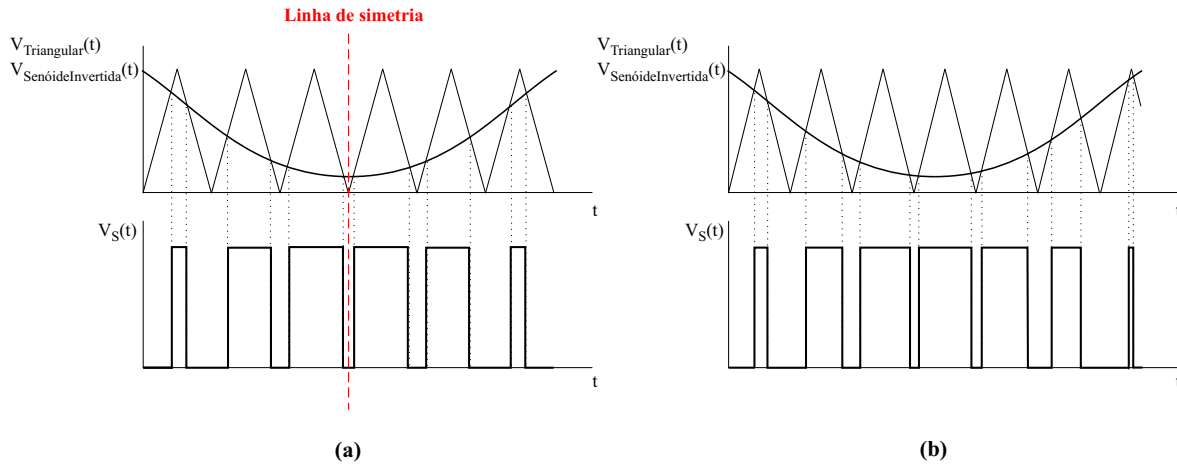 Linha de simetria
V_Triangular(t)
V_SenóideInvertida(t)
t
V_S(t)
t
(a)
V_Triangular(t)
V_SenóideInvertida(t)
t
V_S(t)
t
(b)